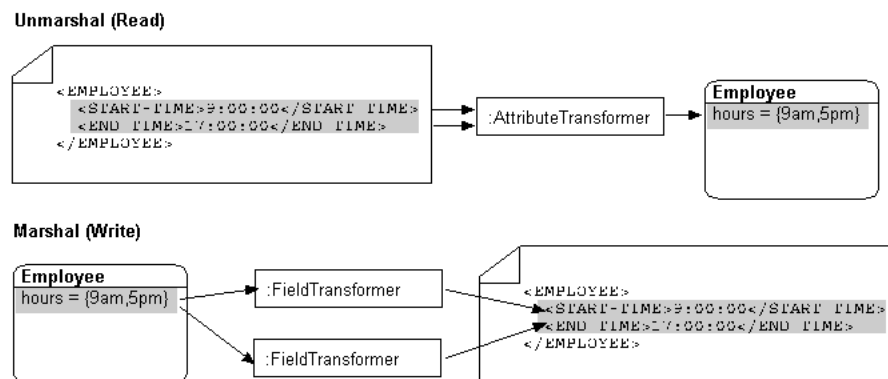 Unmarshal (Read)
<EMPLOYEE>
<START-TIME>9:00:00</START TIME>
<END TIME>17:00:00</END TIME>
</EMPLOYEE>
:AttributeTransformer
Employee
hours = {9am,5pm}
Marshal (Write)
Employee
hours = {9am,5pm}
:FieldTransformer
:FieldTransformer
<EMPLOYEE>
<START-TIME>9:00:00</START TIME>
<END TIME>17:00:00</END TIME>
</EMPLOYEE>